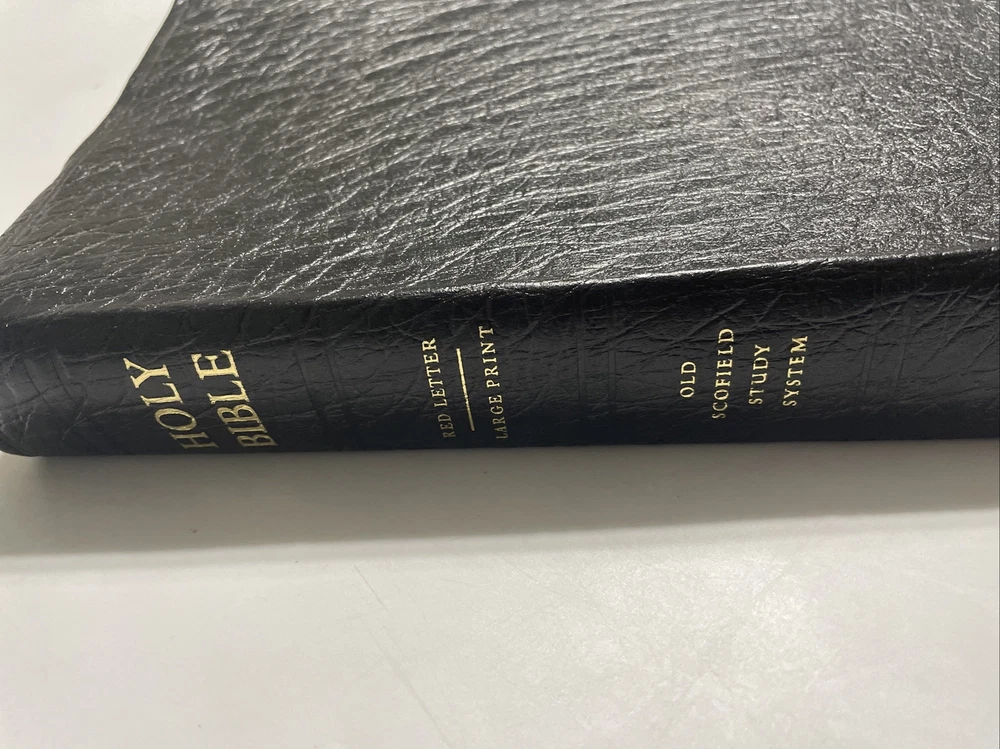 HOLY
BIBLE
RED LETTER
LARGE PRINT
OLD
SCOFIELD
STUDY
SYSTEM